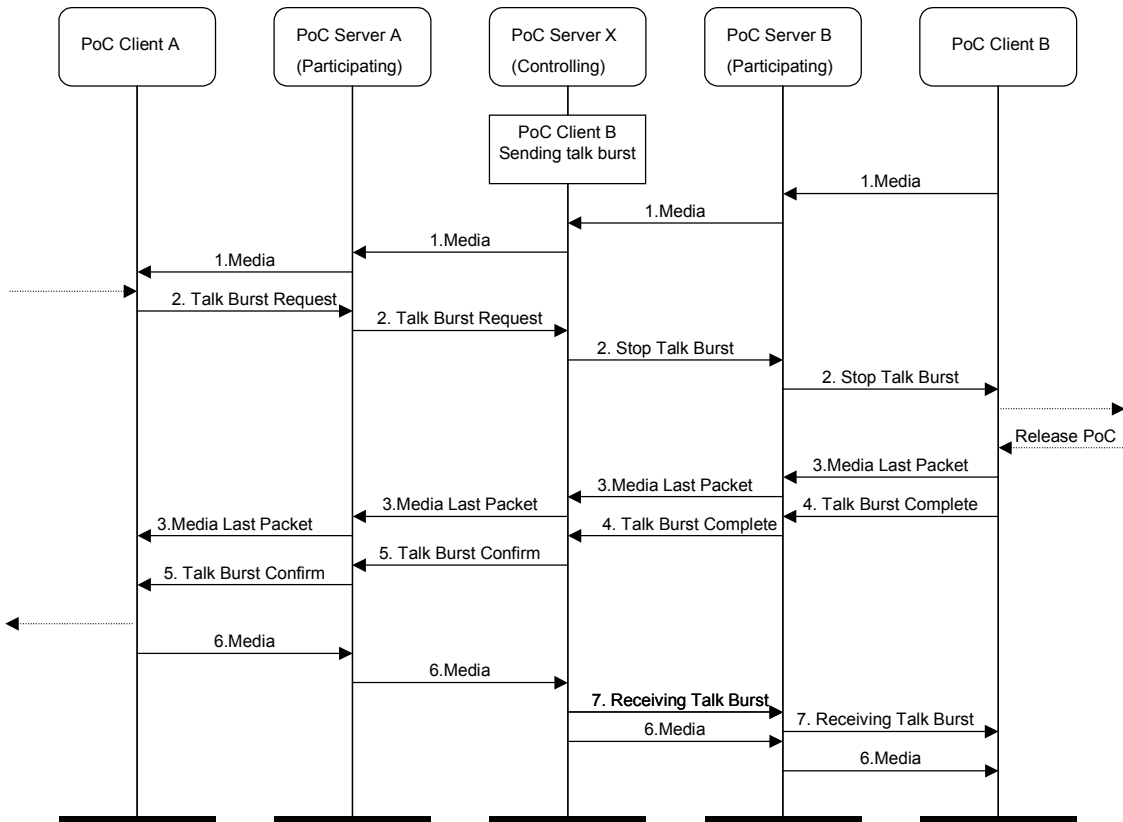 PoC Client A
PoC Server A
(Participating)
PoC Server X
(Controlling)
PoC Server B
(Participating)
PoC Client B
PoC Client B
Sending talk burst
1.Media
1.Media
1.Media
1.Media
2. Talk Burst Request
2. Talk Burst Request
2. Stop Talk Burst
2. Stop Talk Burst
Release PoC
3.Media Last Packet
3.Media Last Packet
3.Media Last Packet
3.Media Last Packet
4. Talk Burst Complete
4. Talk Burst Complete
5. Talk Burst Confirm
5. Talk Burst Confirm
6.Media
6.Media
7. Receiving Talk Burst
7. Receiving Talk Burst
6.Media
6.Media